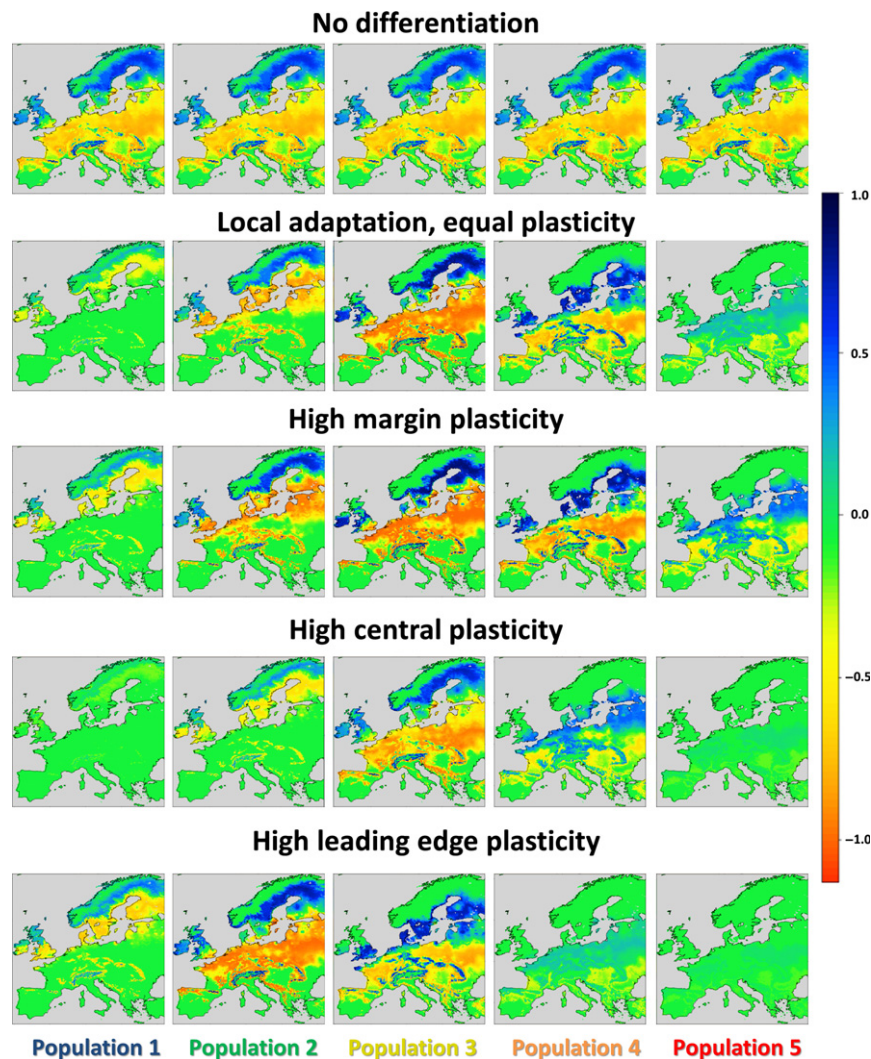 No differentiation
Local adaptation, equal plasticity
High margin plasticity
High central plasticity
High leading edge plasticity
1.0
0.5
0.0
−0.5
−1.0
Population 1 Population 2 Population 3 Population 4 Population 5